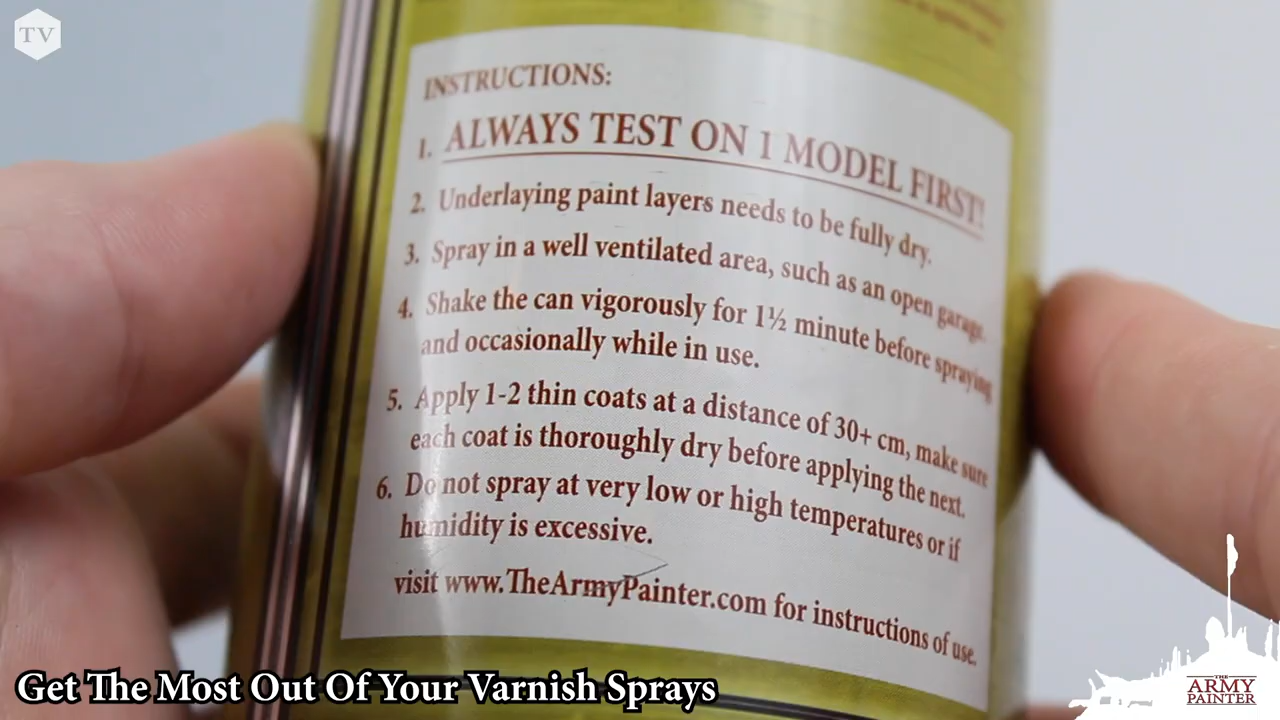 TV
INSTRUCTIONS:
1. ALWAYS TEST ON 1 MODEL FIRST!
2. Underlaying paint layers needs to be fully dry.
3. Spray in a well ventilated area, such as an open garage.
4. Shake the can vigorously for 1½ minute before spraying
and occasionally while in use.
5. Apply 1-2 thin coats at a distance of 30+ cm, make sure
each coat is thoroughly dry before applying the next.
6. Do not spray at very low or high temperatures or if
humidity is excessive.
visit www.TheArmyPainter.com for instructions of use.
Get The Most Out Of Your Varnish Sprays
THE
ARMY
PAINTER